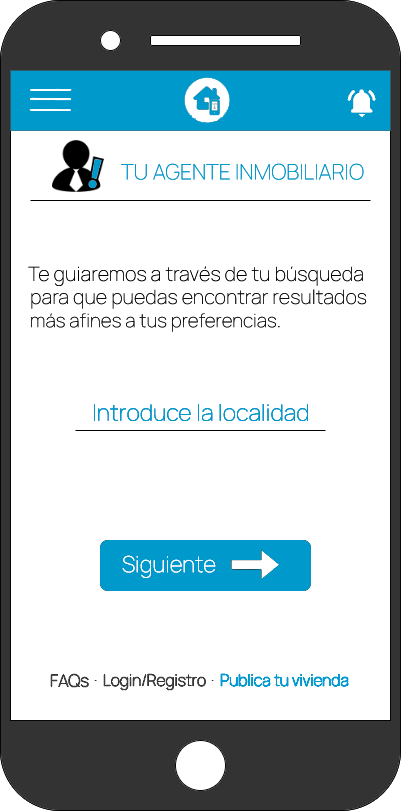 TU AGENTE INMOBILIARIO
Te guiaremos a través de tu búsqueda
para que puedas encontrar resultados
más afines a tus preferencias.
Introduce la localidad
Siguiente
FAQs · Login/Registro · Publica tu vivienda